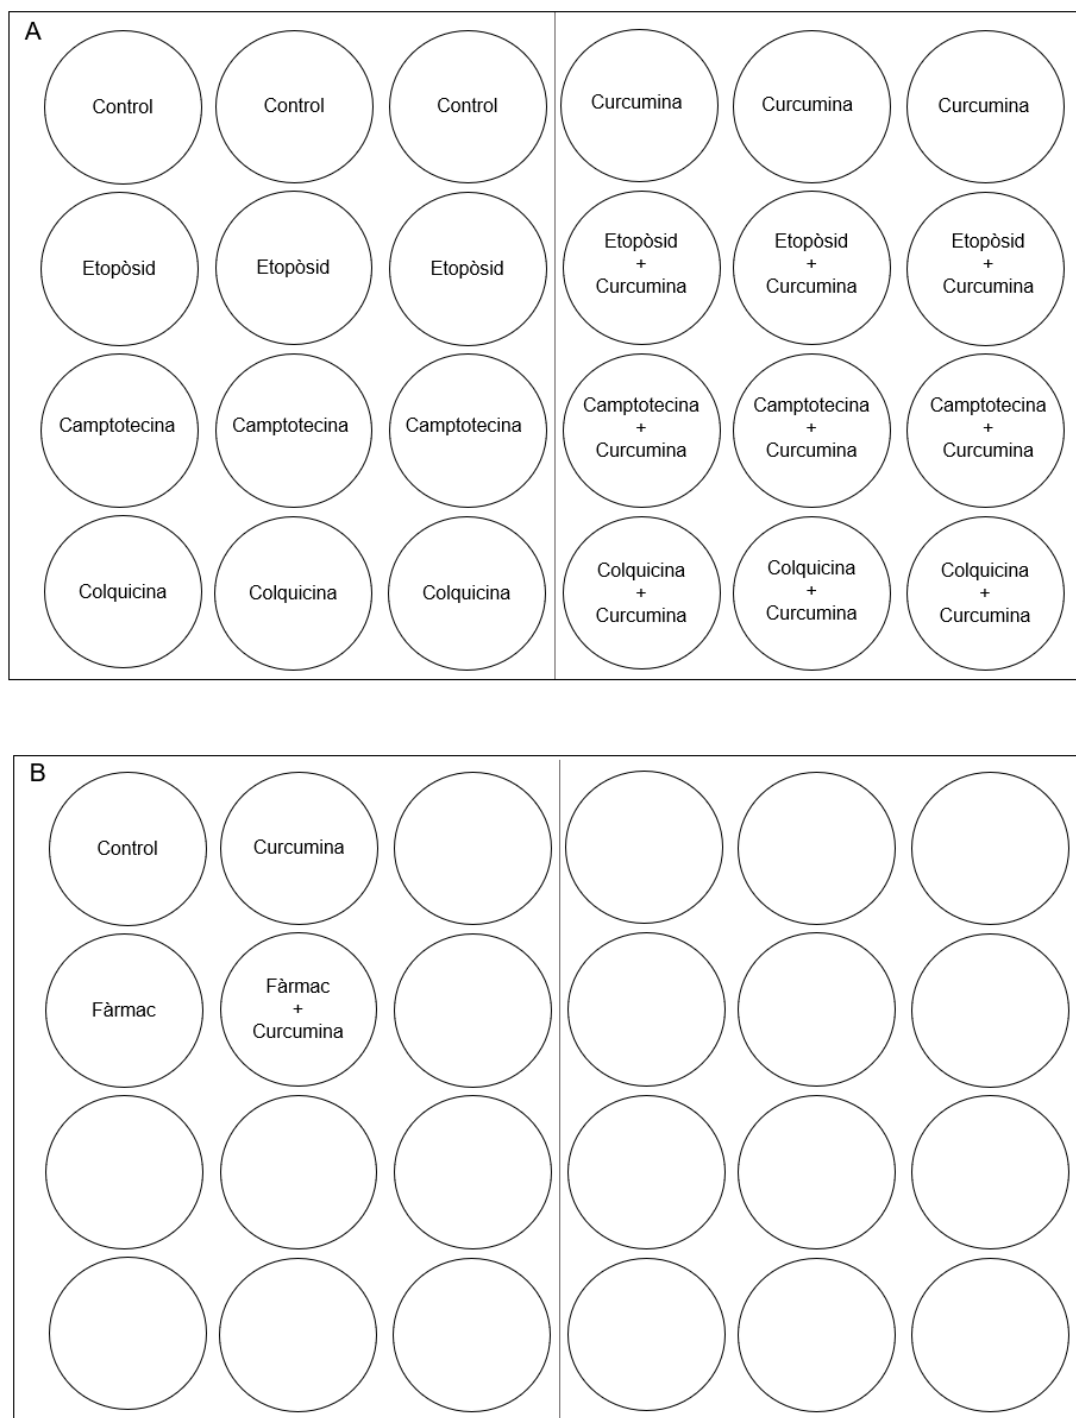 A
Control Control Control Curcumina Curcumina Curcumina
Etopòsid Etopòsid Etopòsid
Etopòsid
+
Curcumina
Etopòsid
+
Curcumina
Etopòsid
+
Curcumina
Camptotecina Camptotecina Camptotecina
Camptotecina
+
Curcumina
Camptotecina
+
Curcumina
Camptotecina
+
Curcumina
Colquicina Colquicina Colquicina
Colquicina
+
Curcumina
Colquicina
+
Curcumina
Colquicina
+
Curcumina
B
Control Curcumina
Fàrmac
Fàrmac
+
Curcumina